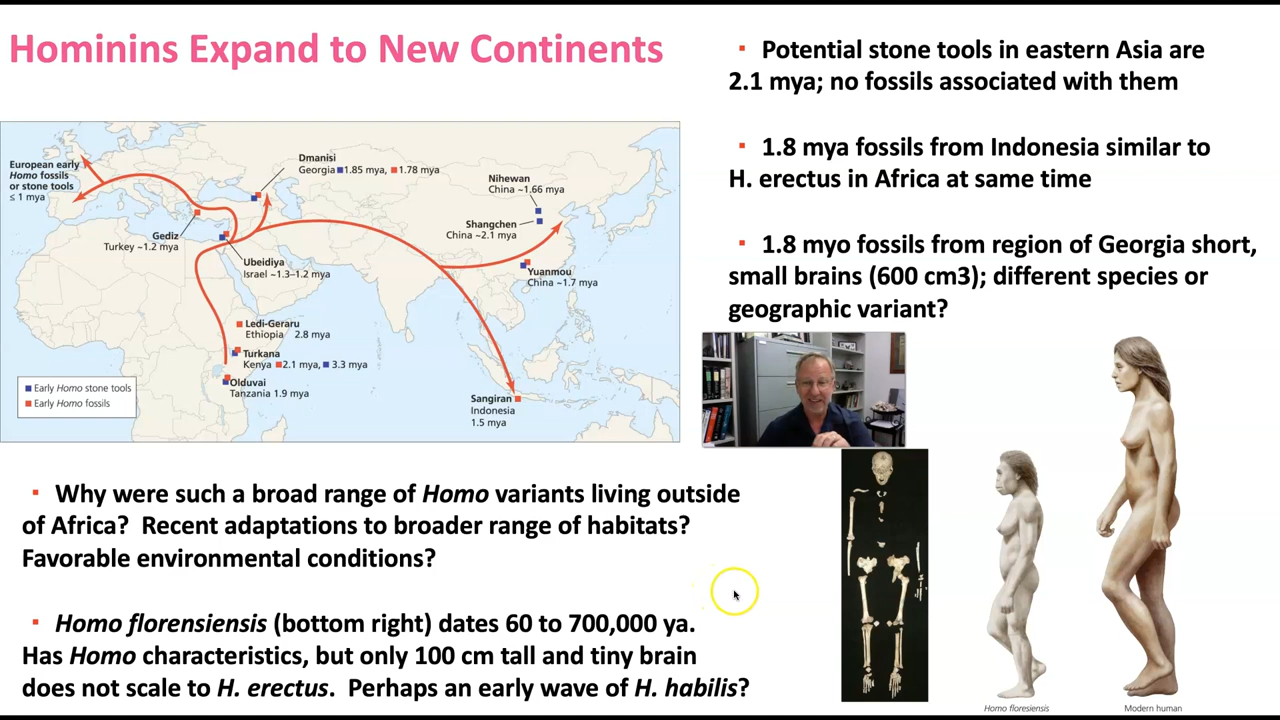 Hominins Expand to New Continents
European early
Homo fossils
or stone tools
≤ 1 mya
Dmanisi
Georgia 1.85 mya, 1.78 mya
Nihewan
China ~1.66 mya
Shangchen
China ~2.1 mya
Gediz
Turkey ~1.2 mya
Ubeidiya
Israel ~1.3–1.2 mya
Yuanmou
China ~1.7 mya
Ledi-Geraru
Ethiopia 2.8 mya
Turkana
Kenya 2.1 mya, 3.3 mya
Olduvai
Tanzania 1.9 mya
Early Homo stone tools
Early Homo fossils
Sangiran
Indonesia
1.5 mya
▪ Potential stone tools in eastern Asia are
2.1 mya; no fossils associated with them
▪ 1.8 mya fossils from Indonesia similar to
H. erectus in Africa at same time
▪ 1.8 myo fossils from region of Georgia short,
small brains (600 cm3); different species or
geographic variant?
▪ Why were such a broad range of Homo variants living outside
of Africa? Recent adaptations to broader range of habitats?
Favorable environmental conditions?
▪ Homo florensiensis (bottom right) dates 60 to 700,000 ya.
Has Homo characteristics, but only 100 cm tall and tiny brain
does not scale to H. erectus. Perhaps an early wave of H. habilis?
Homo floresiensis
Modern human